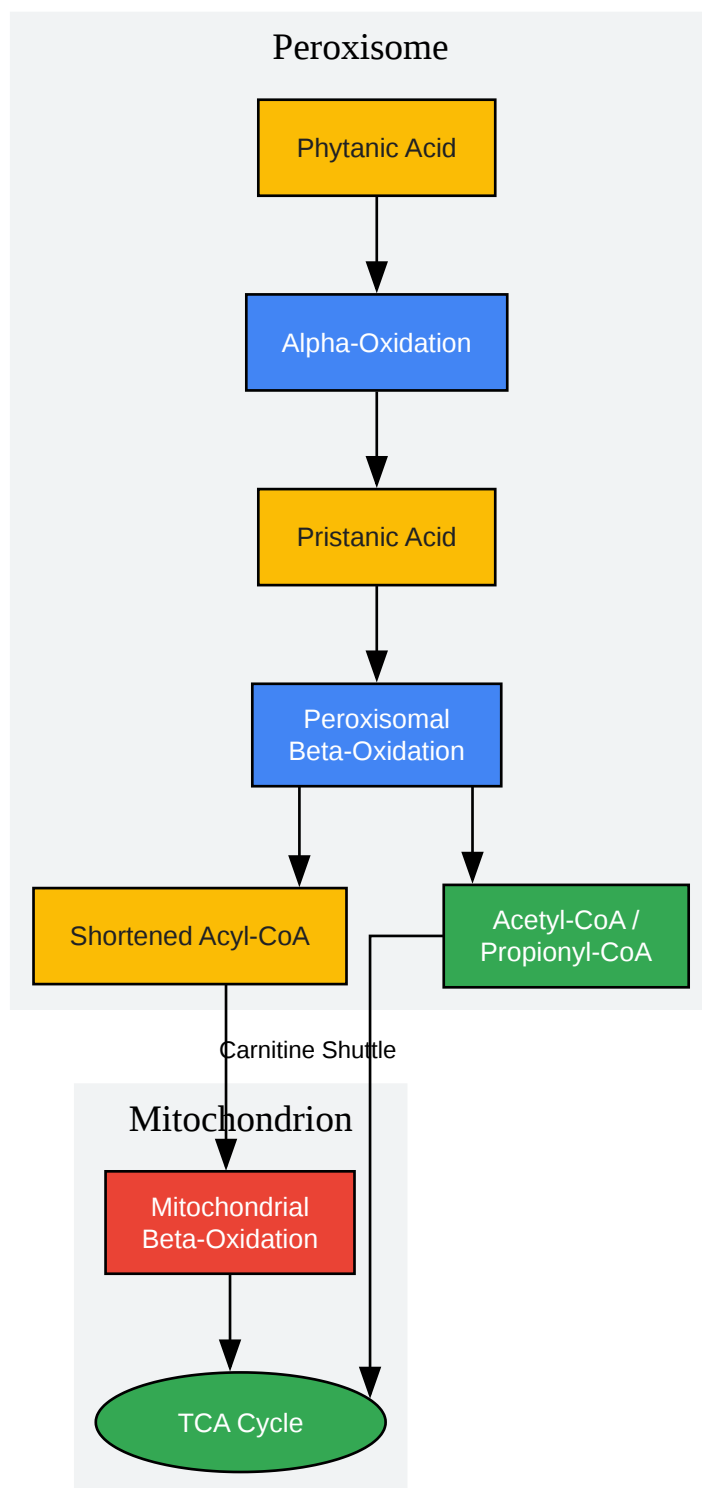 Peroxisome
Phytanic Acid
Alpha-Oxidation
Pristanic Acid
Peroxisomal
Beta-Oxidation
Shortened Acyl-CoA
Acetyl-CoA /
Propionyl-CoA
Carnitine Shuttle
Mitochondrion
Mitochondrial
Beta-Oxidation
TCA Cycle